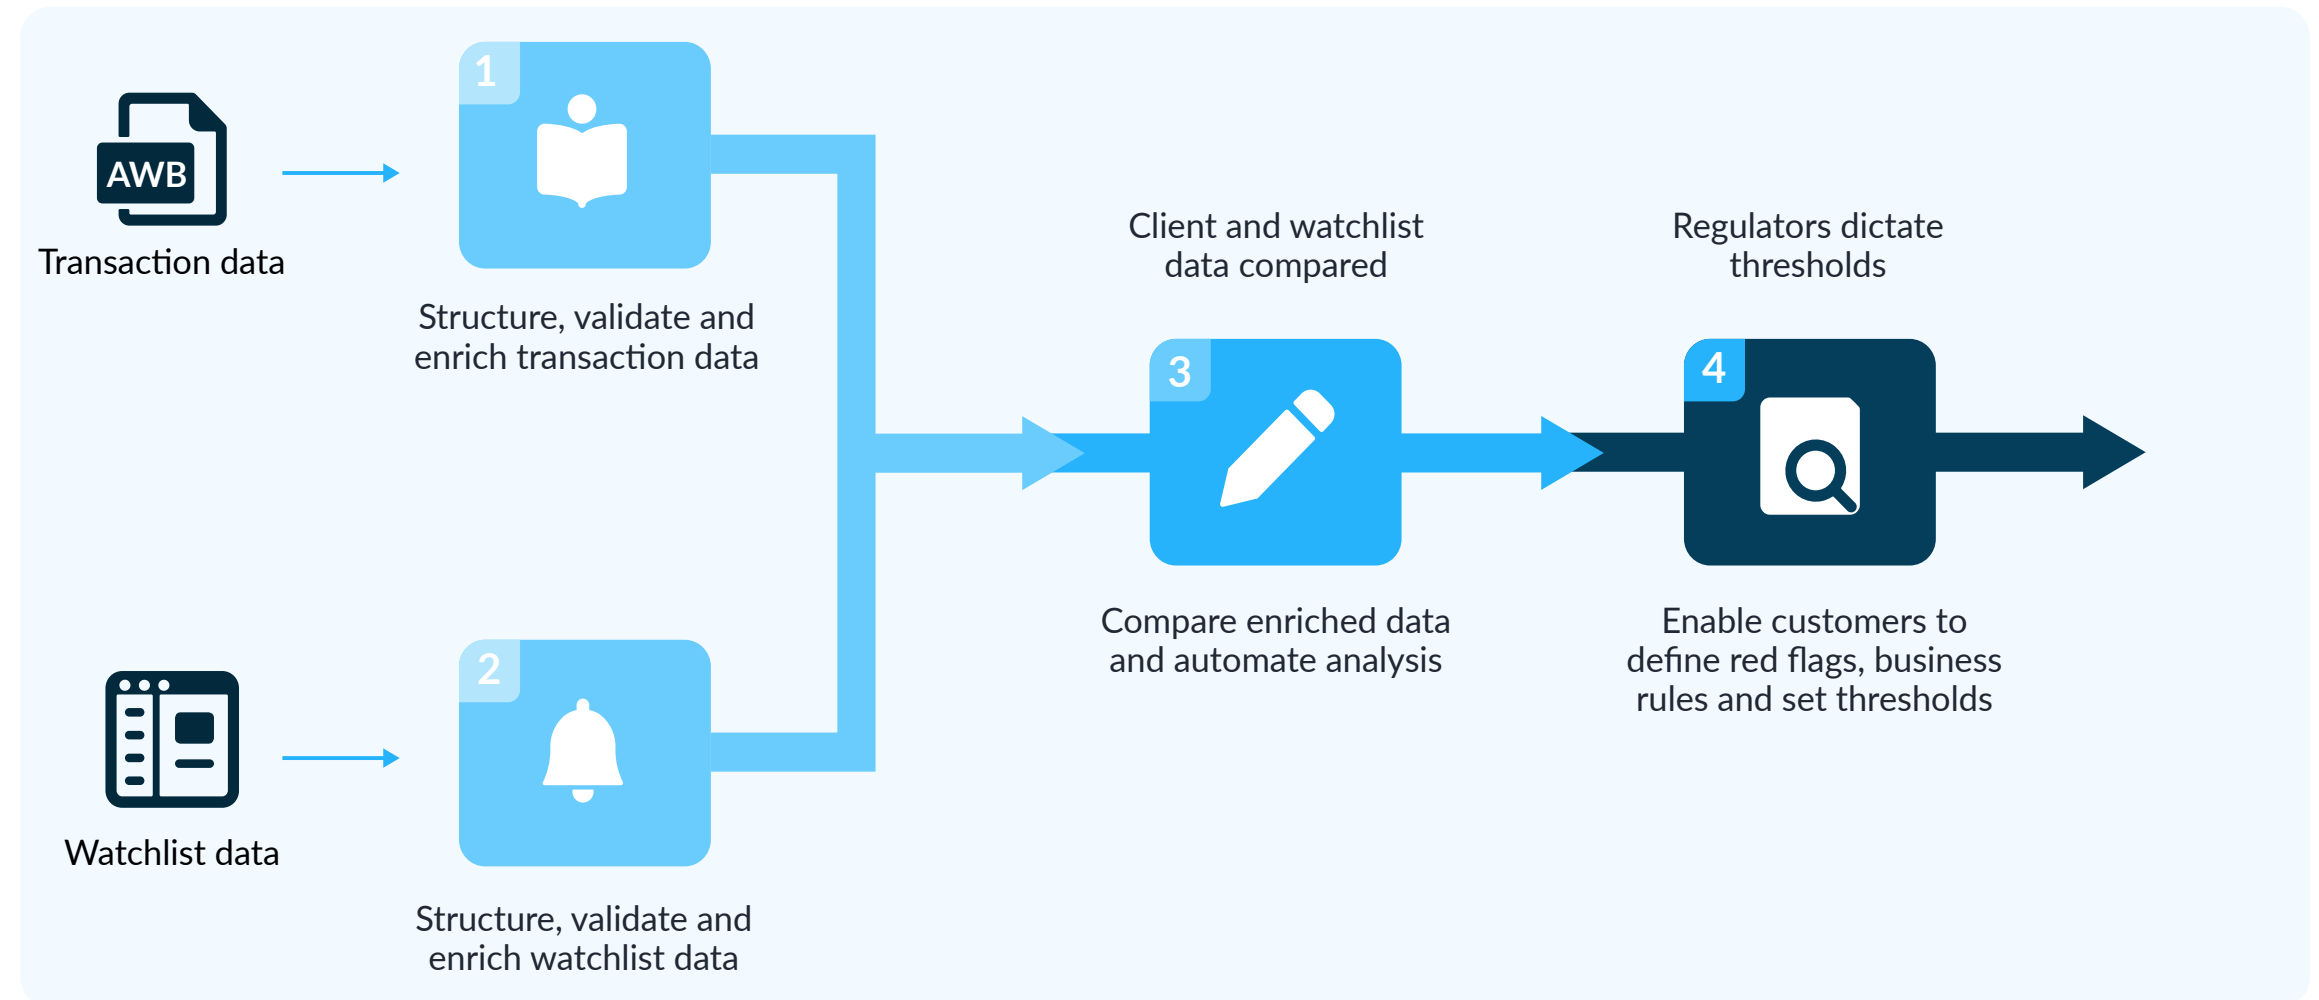 AWB
Transaction data
1
Structure, validate and
enrich transaction data
Watchlist data
2
Structure, validate and
enrich watchlist data
Client and watchlist
data compared
3
Compare enriched data
and automate analysis
Regulators dictate
thresholds
4
Enable customers to
define red flags, business
rules and set thresholds